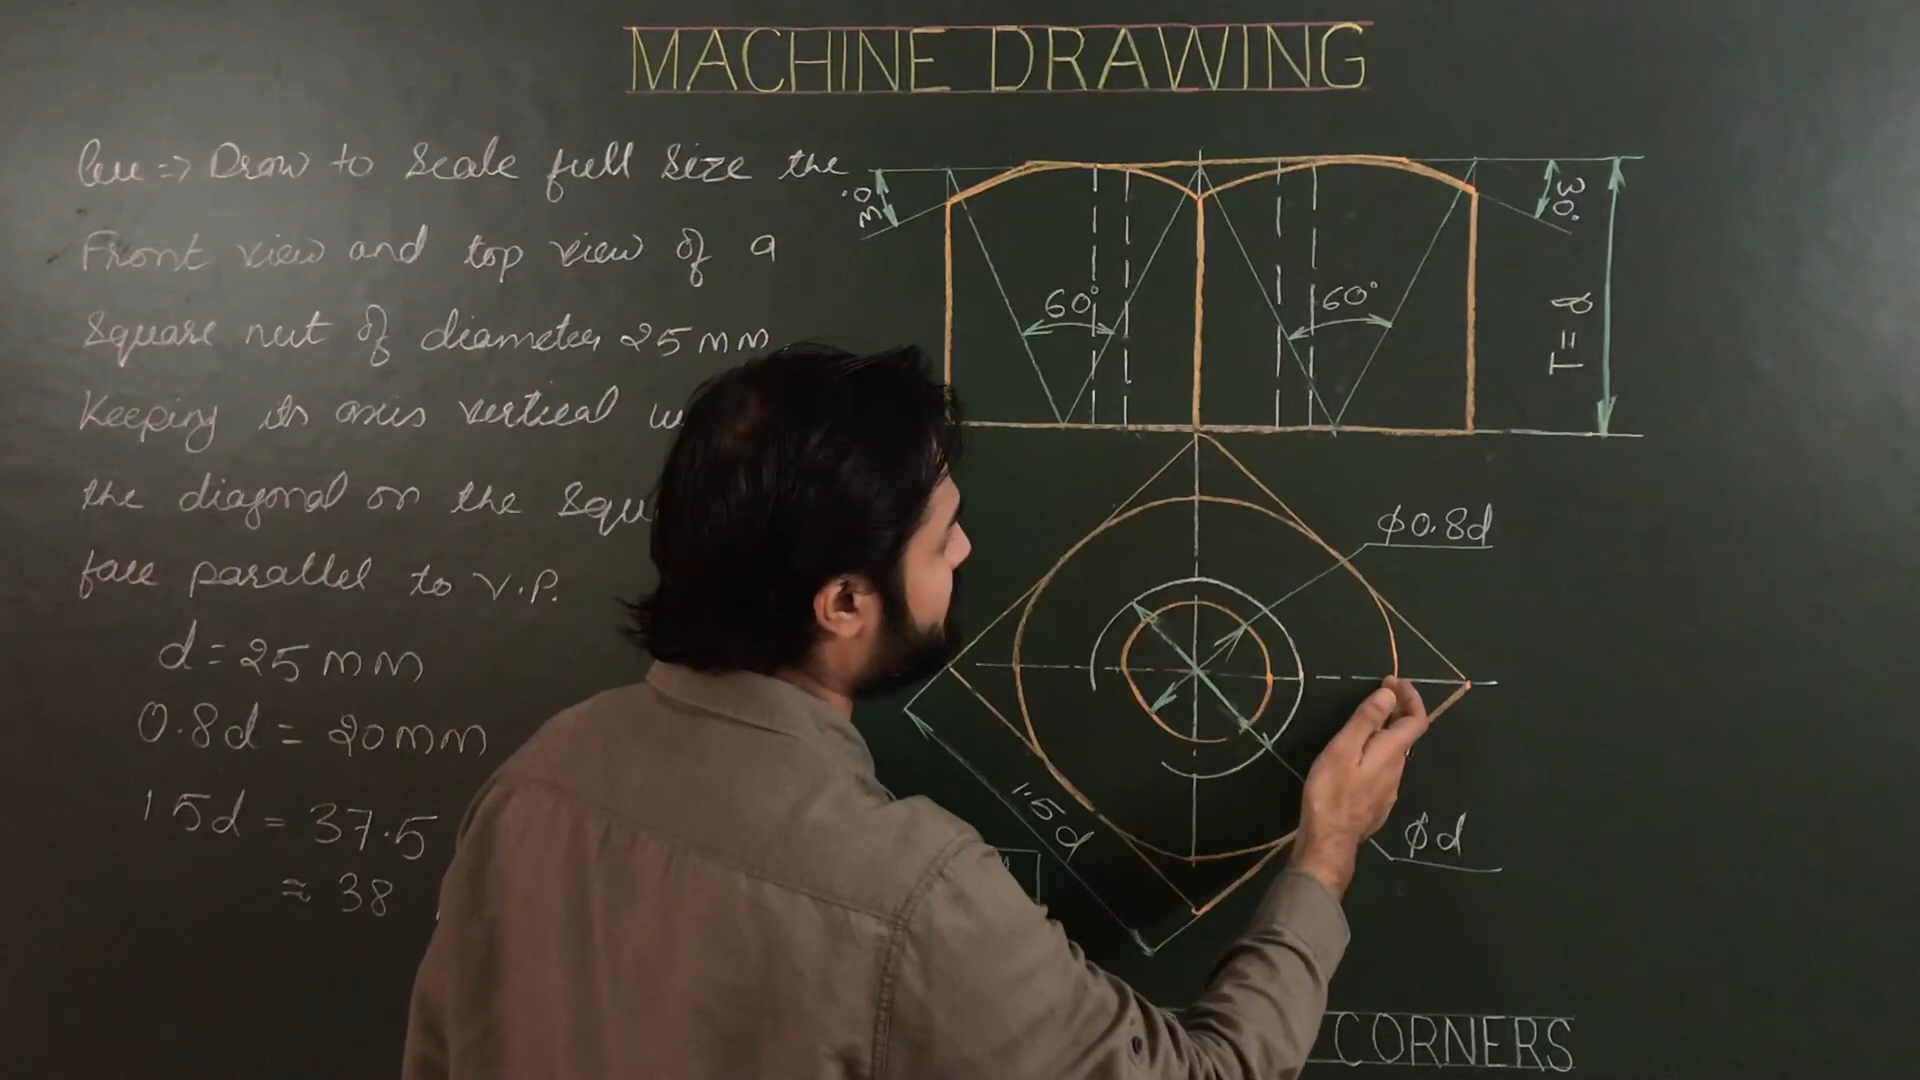 MACHINE DRAWING
Que => Draw to scale full size the
Front view and top view of a
square nut of diameter 25 mm
Keeping its axis vertical
the diagonal on the
face parallel to V.P.
d = 25 mm
0.8d = 20 mm
1.5d = 37.5
≈ 38
30°
60°
60°
30°
T = d
ϕ0.8d
1.5d
ϕd
CORNERS